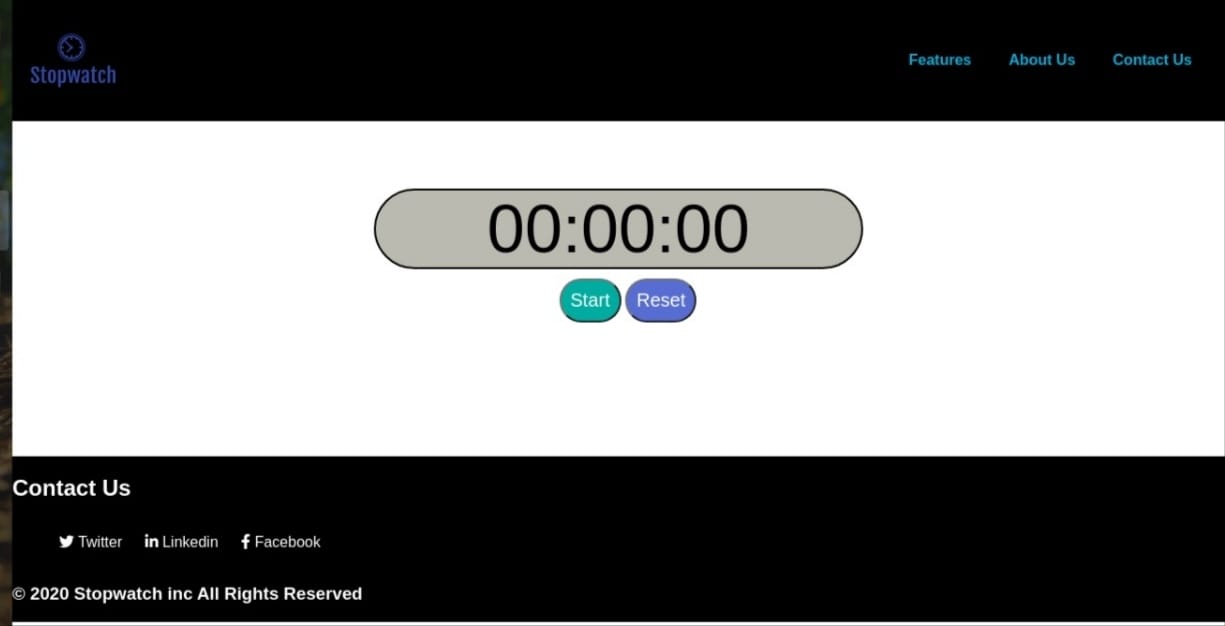 Stopwatch
Features About Us Contact Us
00:00:00
Start Reset
Contact Us
Twitter Linkedin Facebook
© 2020 Stopwatch inc All Rights Reserved